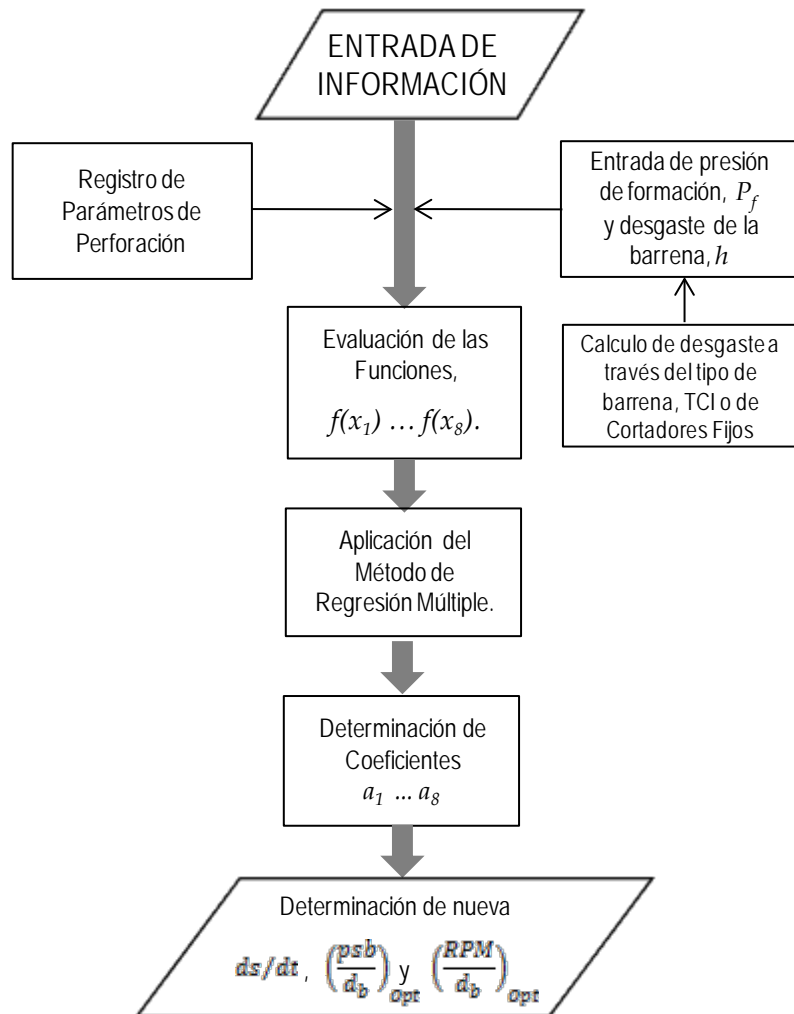 ENTRADA DE
INFORMACIÓN
Registro de
Parámetros de
Perforación
Entrada de presión
de formación, P_f
y desgaste de la
barrena, h
Evaluación de las
Funciones,
f(x_1) ... f(x_8).
Calculo de desgaste a
través del tipo de
barrena, TCI o de
Cortadores Fijos
Aplicación del
Método de
Regresión Múltiple.
Determinación de
Coeficientes
a_1 ... a_8
Determinación de nueva
ds/dt, (psb/d_b)_Opt y (RPM/d_b)_Opt